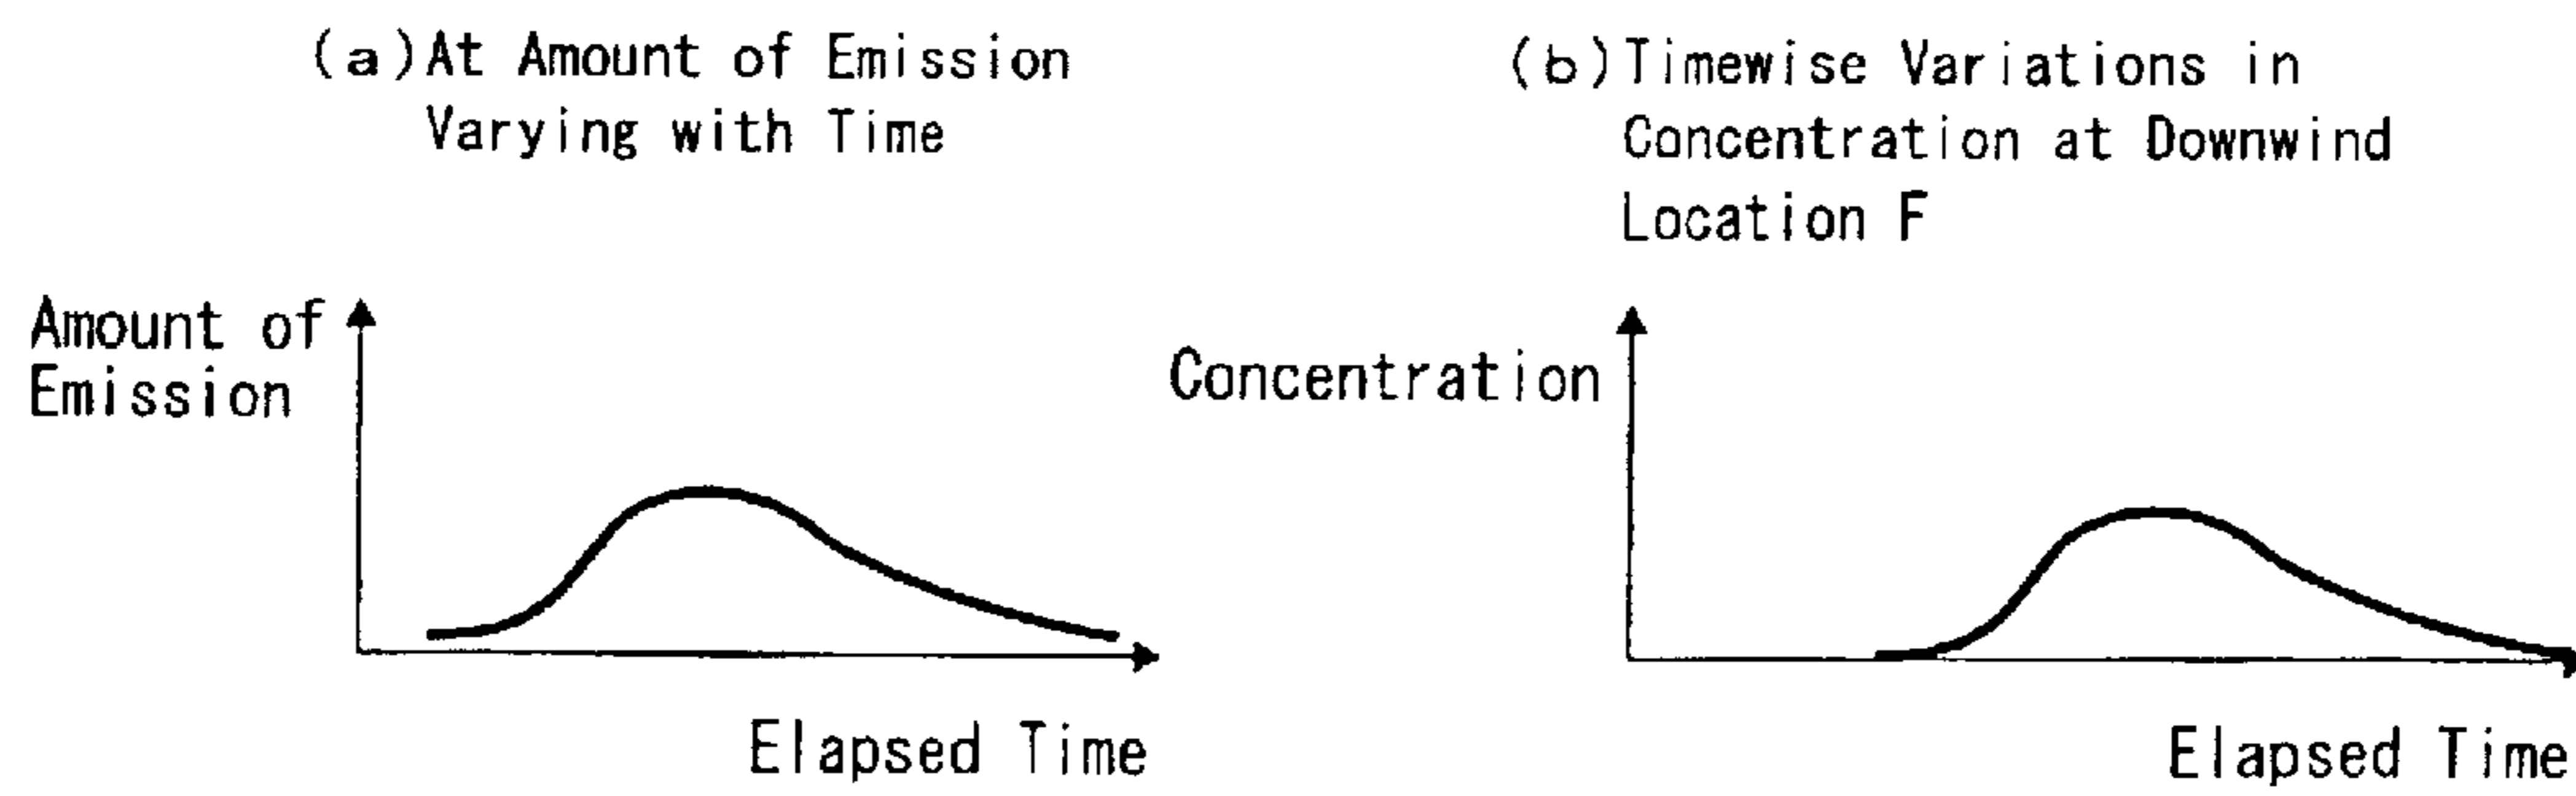 (a)At Amount of Emission
Varying with Time
(b)Timewise Variations in
Concentration at Downwind
Location F
Amount of
Emission
Concentration
Elapsed Time
Elapsed Time